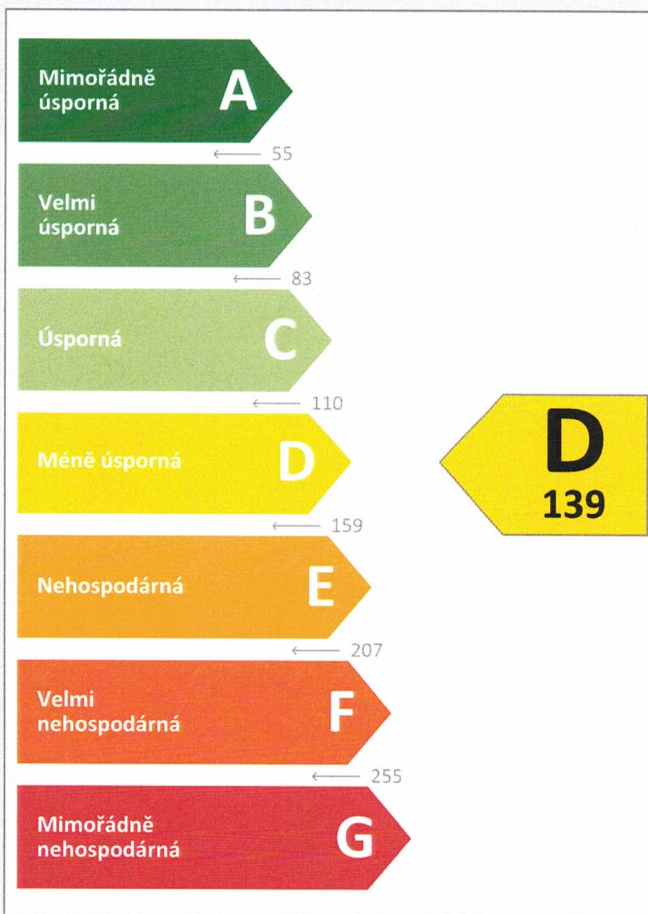 Mimořádně
úsporná
A
55
Velmi
úsporná
B
83
Úsporná
C
110
Méně úsporná
D
159
D
139
Nehospodárná
E
207
Velmi
nehospodárná
F
255
Mimořádně
nehospodárná
G